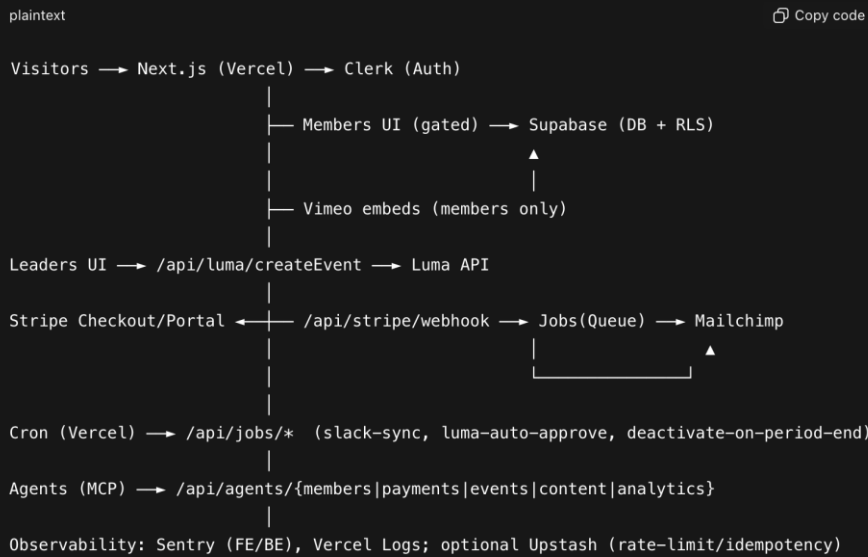 plaintext Copy code
Visitors ──► Next.js (Vercel) ──► Clerk (Auth)
├── Members UI (gated) ──► Supabase (DB + RLS)
├── Vimeo embeds (members only)
Leaders UI ──► /api/luma/createEvent ──► Luma API
Stripe Checkout/Portal ◄──┼── /api/stripe/webhook ──► Jobs(Queue) ──► Mailchimp
Cron (Vercel) ──► /api/jobs/* (slack-sync, luma-auto-approve, deactivate-on-period-end)
Agents (MCP) ──► /api/agents/{members|payments|events|content|analytics}
Observability: Sentry (FE/BE), Vercel Logs; optional Upstash (rate-limit/idempotency)